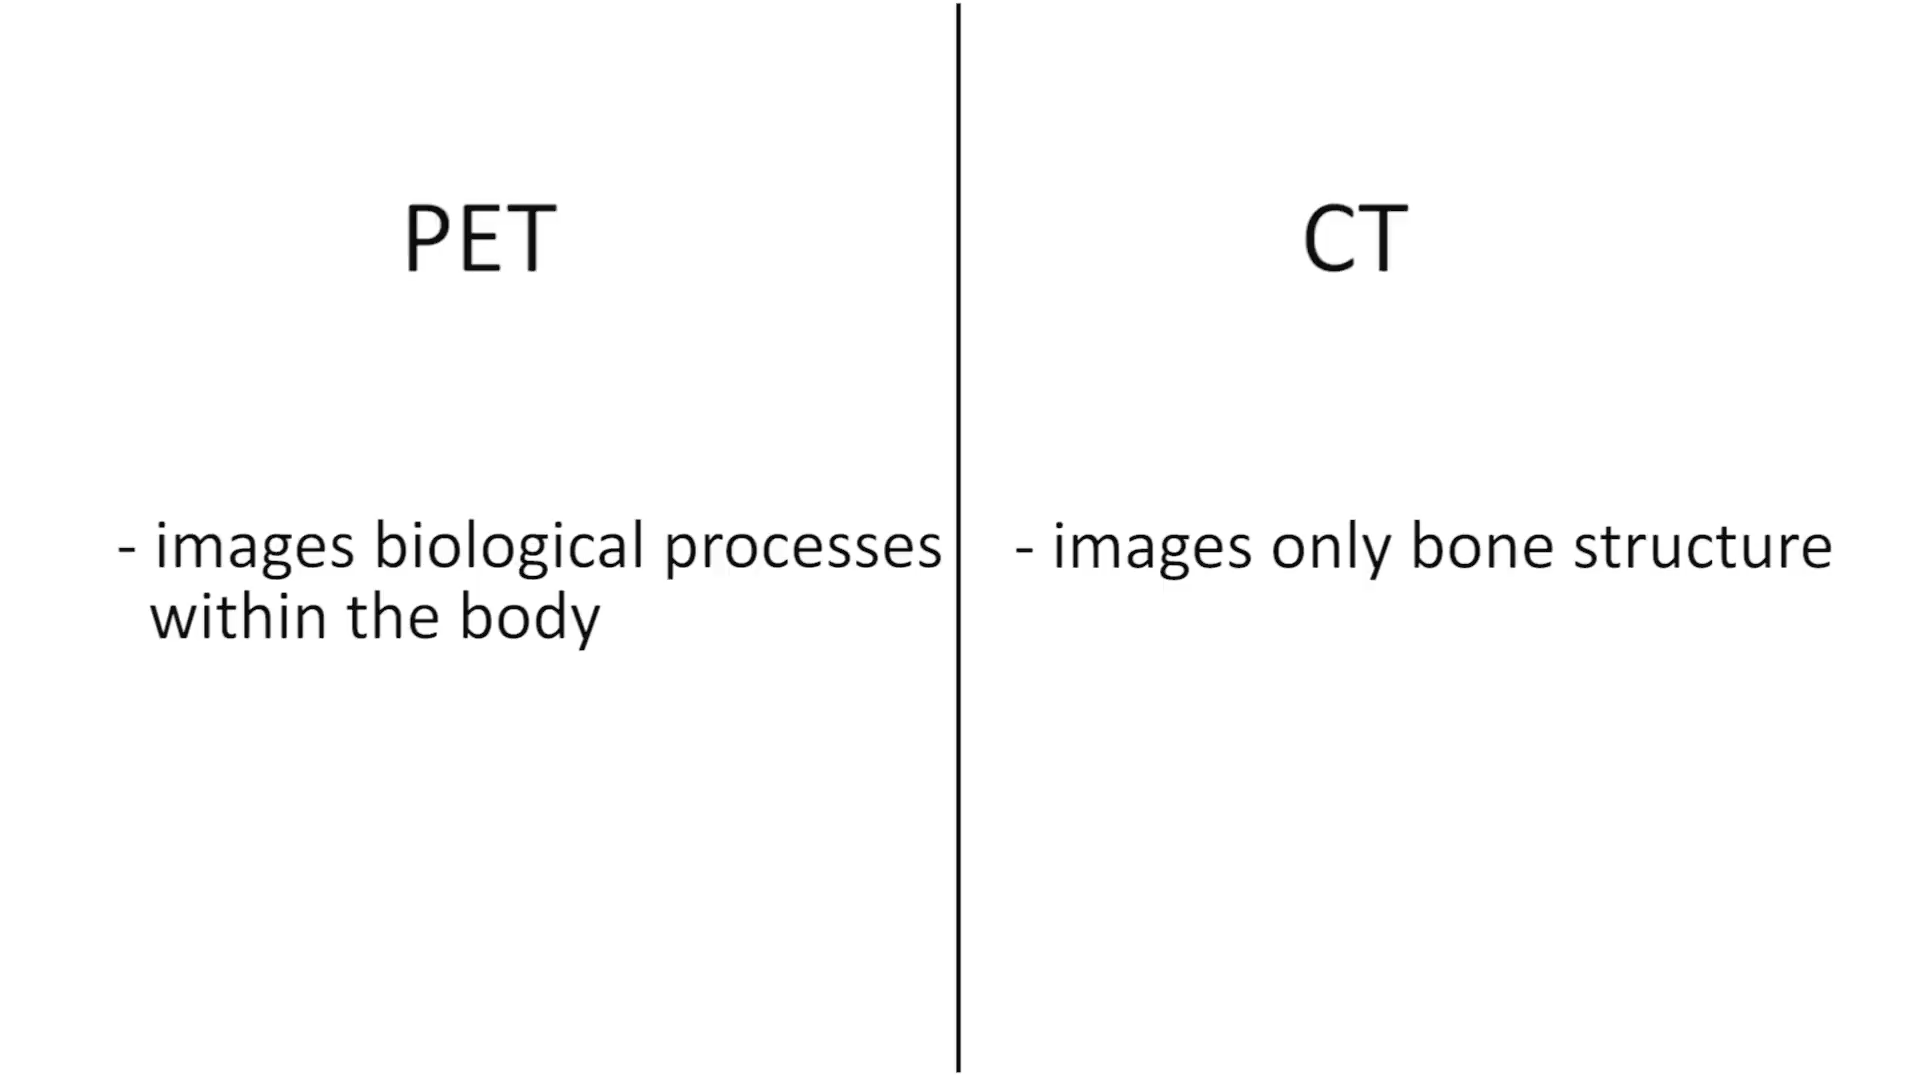 PET
- images biological processes
within the body
CT
- images only bone structure